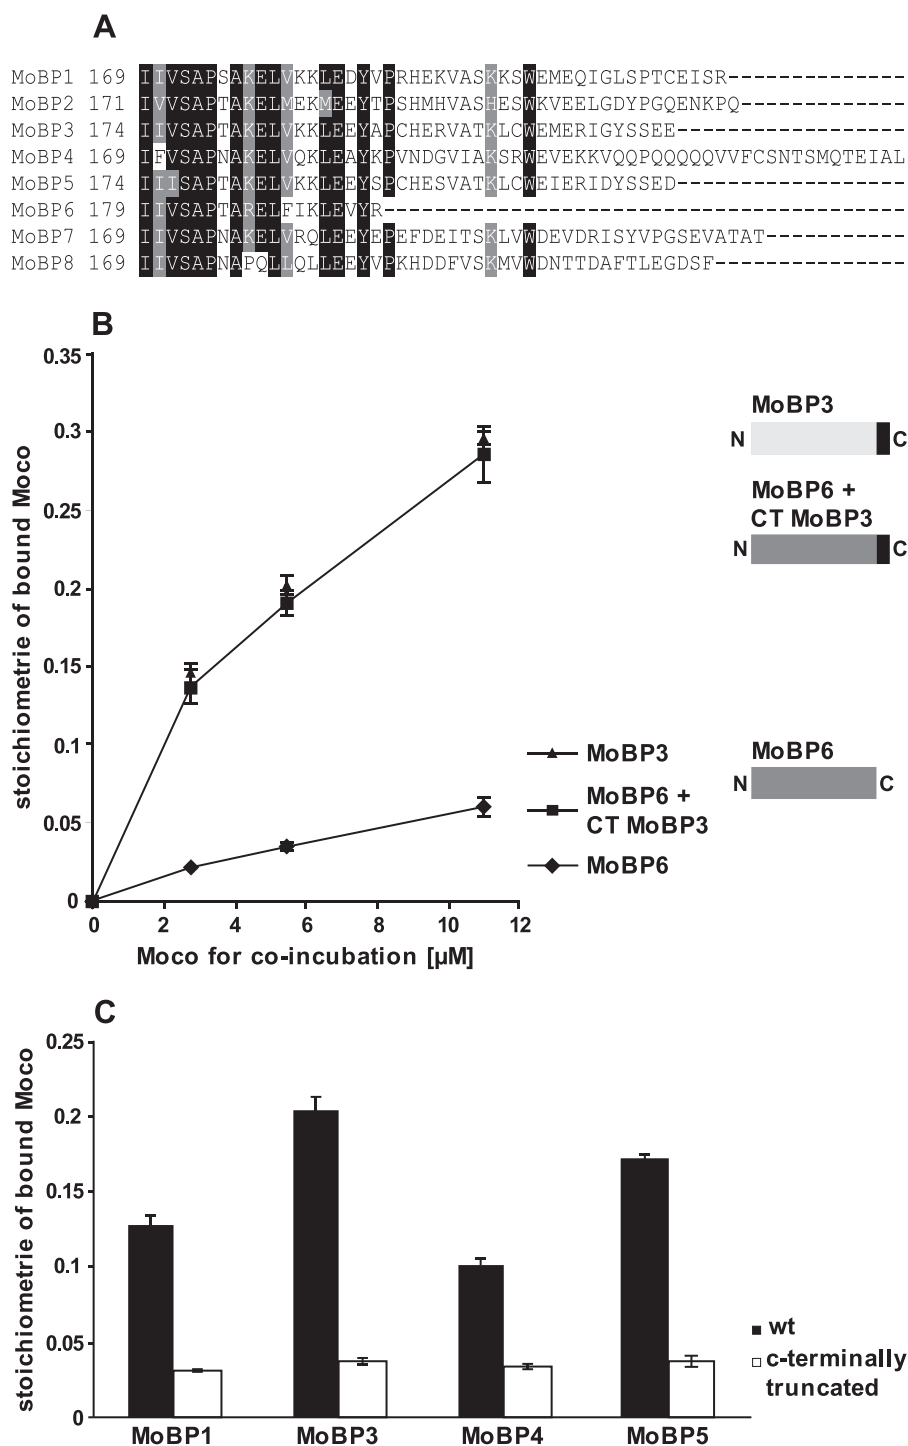 A
MoBP1 169 IIVSAPSAKELVKKLEDYVPRHEKVASKKSWEMEQIGLSPTCEISR--------------
MoBP2 171 IVVSAPTAKELMEKMEEYTPSHMHVASHESWKVEELGDYPGQENKPQ-------------
MoBP3 174 IIVSAPTAKELVKKLEEYAPCHERVATKLCWEMERIGYSSEE------------------
MoBP4 169 IFVSAPNAKELVQKLEAYKPVNDGVIAKSRWEVEKKVQQPQQQQQVVFCSNTSMQTEIAL
MoBP5 174 IIISAPTAKELVKKLEEYSPCHESVATKLCWEIERIDYSSED------------------
MoBP6 179 IIVSAPTARELFIKLEVYR-----------------------------------------
MoBP7 169 IIVSAPNAKELVRQLEEYEPEFDEITSKLVWDEVDRISYVPGSEVATAT-----------
MoBP8 169 IIVSAPNAPQLLQLLEEYVPKHDDFVSKMVWDNTTDAFTLEGDSF---------------
B
0.35
0.3
0.25
0.2
0.15
0.1
0.05
0
0 2 4 6 8 10 12
stoichiometrie of bound Moco
Moco for co-incubation [µM]
MoBP3
MoBP6 +
CT MoBP3
MoBP6
MoBP3
N C
MoBP6 +
CT MoBP3
N C
MoBP6
N C
C
0.25
0.2
0.15
0.1
0.05
0
stoichiometrie of bound Moco
MoBP1 MoBP3 MoBP4 MoBP5
wt
c-terminally
truncated